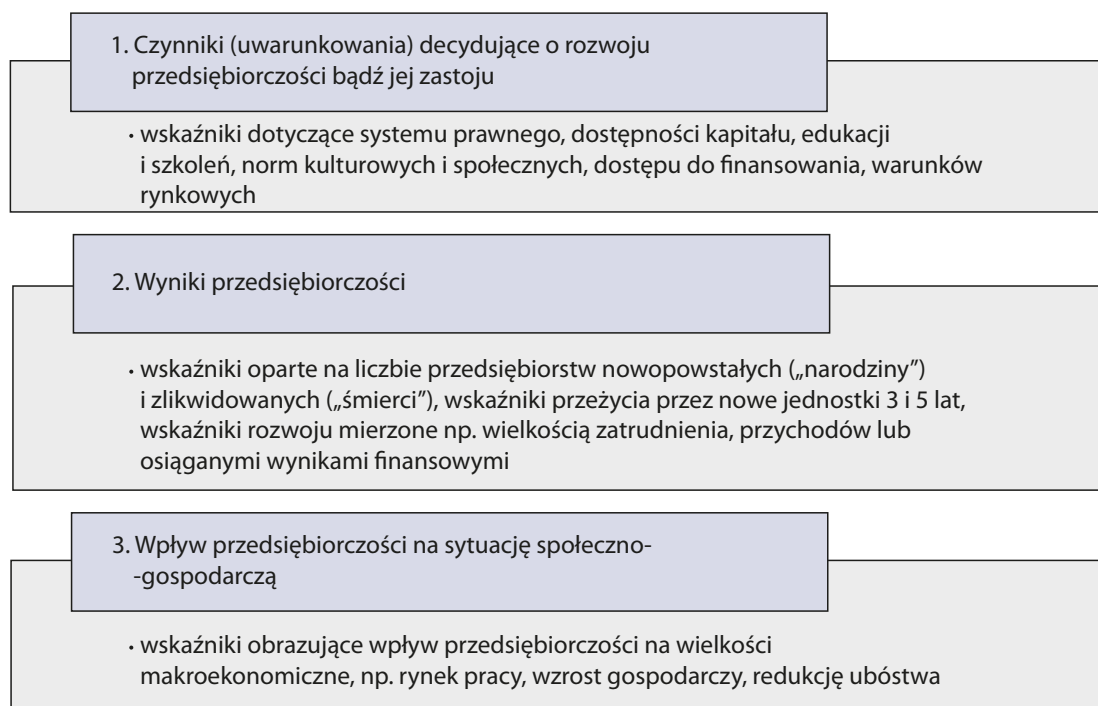 1. Czynniki (uwarunkowania) decydujące o rozwoju
przedsiębiorczości bądź jej zastoju
• wskaźniki dotyczące systemu prawnego, dostępności kapitału, edukacji
i szkoleń, norm kulturowych i społecznych, dostępu do finansowania, warunków
rynkowych
2. Wyniki przedsiębiorczości
• wskaźniki oparte na liczbie przedsiębiorstw nowopowstałych („narodziny”)
i zlikwidowanych („śmierci”), wskaźniki przeżycia przez nowe jednostki 3 i 5 lat,
wskaźniki rozwoju mierzone np. wielkością zatrudnienia, przychodów lub
osiąganymi wynikami finansowymi
3. Wpływ przedsiębiorczości na sytuację społeczno-
-gospodarczą
• wskaźniki obrazujące wpływ przedsiębiorczości na wielkości
makroekonomiczne, np. rynek pracy, wzrost gospodarczy, redukcję ubóstwa